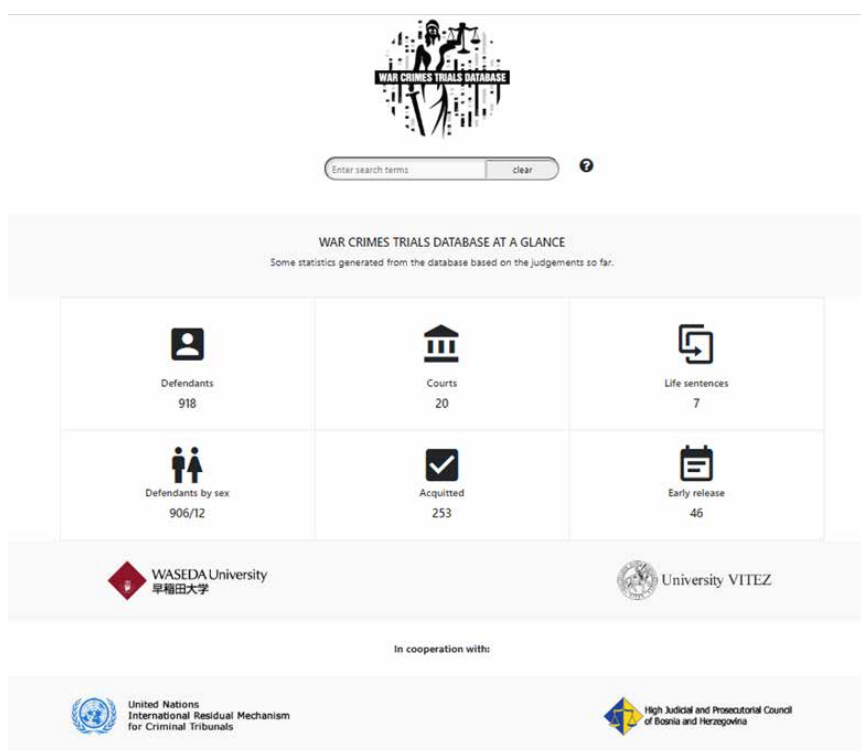 WAR CRIMES TRIALS DATABASE
Enter search terms
clear
?
WAR CRIMES TRIALS DATABASE AT A GLANCE
Some statistics generated from the database based on the judgements so far.
Defendants
918
Courts
20
Life sentences
7
Defendants by sex
906/12
Acquitted
253
Early release
46
WASEDA University
早稲田大学
University VITEZ
In cooperation with:
United Nations
International Residual Mechanism
for Criminal Tribunals
High Judicial and Prosecutorial Council
of Bosnia and Herzegovina